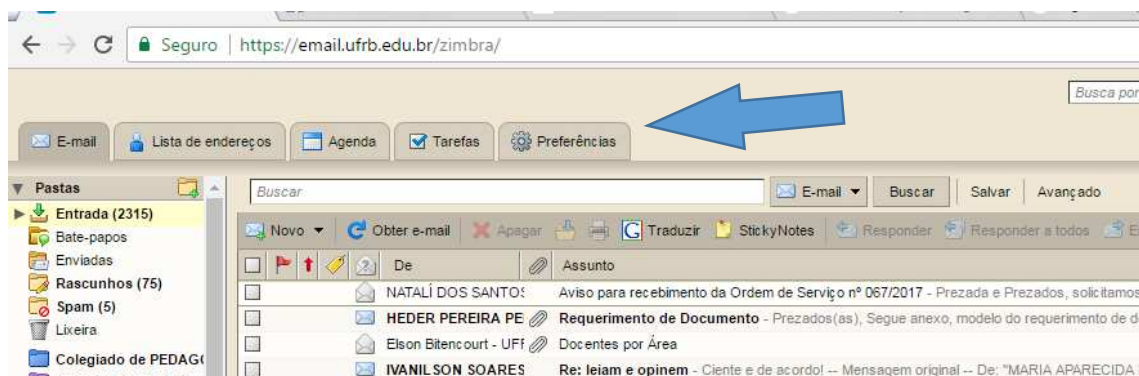 Seguro | https://email.ufrb.edu.br/zimbra/
Busca por
E-mail Lista de endereços Agenda Tarefas Preferências
Pastas
Buscar E-mail Buscar Salvar Avançado
Entrada (2315)
Novo Obter e-mail Apagar Traduzir StickyNotes Responder Responder a todos
Bate-papos
Enviadas
De Assunto
Rascunhos (75)
NATALÍ DOS SANTOS Aviso para recebimento da Ordem de Serviço nº 067/2017 - Prezada e Prezados, solicitamos
Spam (5)
HEDER PEREIRA PE Requerimento de Documento - Prezados(as), Segue anexo, modelo do requerimento de d
Lixeira
Elson Bitencourt - UFF Docentes por Área
Colegiado de PEDAG
IVANILSON SOARES Re: leiam e opinem - Ciente e de acordo! -- Mensagem original -- De: "MARIA APARECIDA